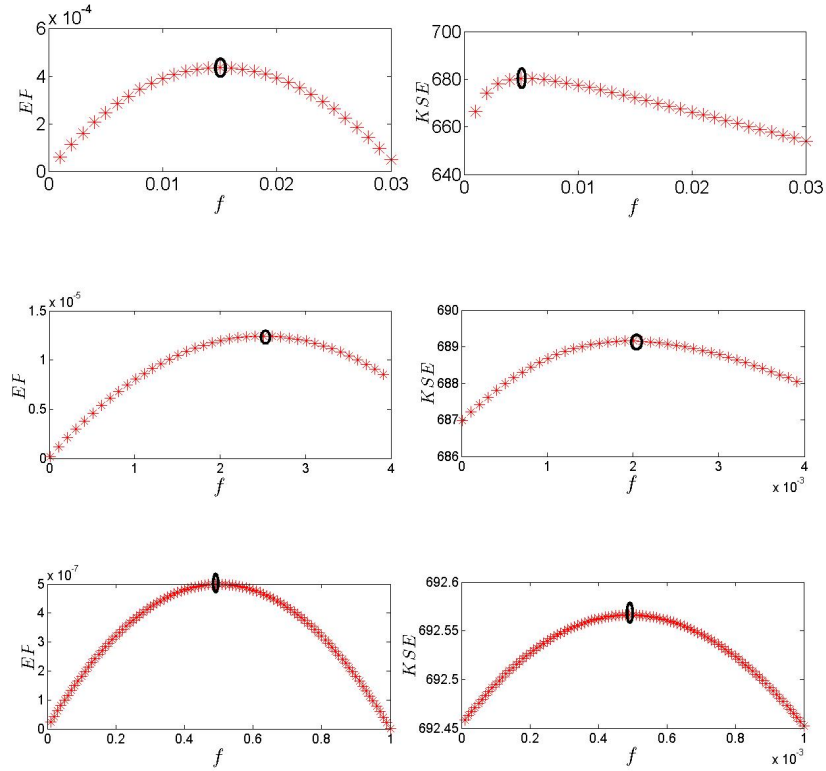 6 x 10⁻⁴
4
2
0
EP
0 0.01 0.02 0.03
f
700
680
660
640
KSE
0 0.01 0.02 0.03
f
x 10⁻⁵
1.5
1
0.5
0
EP
0 1 2 3 4
f
690
689
688
687
686
KSE
0 1 2 3 4
x 10⁻³
f
x 10⁻⁷
5
4
3
2
1
0
EP
0 0.2 0.4 0.6 0.8 1
f
692.6
692.55
692.5
692.45
KSE
0 0.2 0.4 0.6 0.8 1
x 10⁻³
f